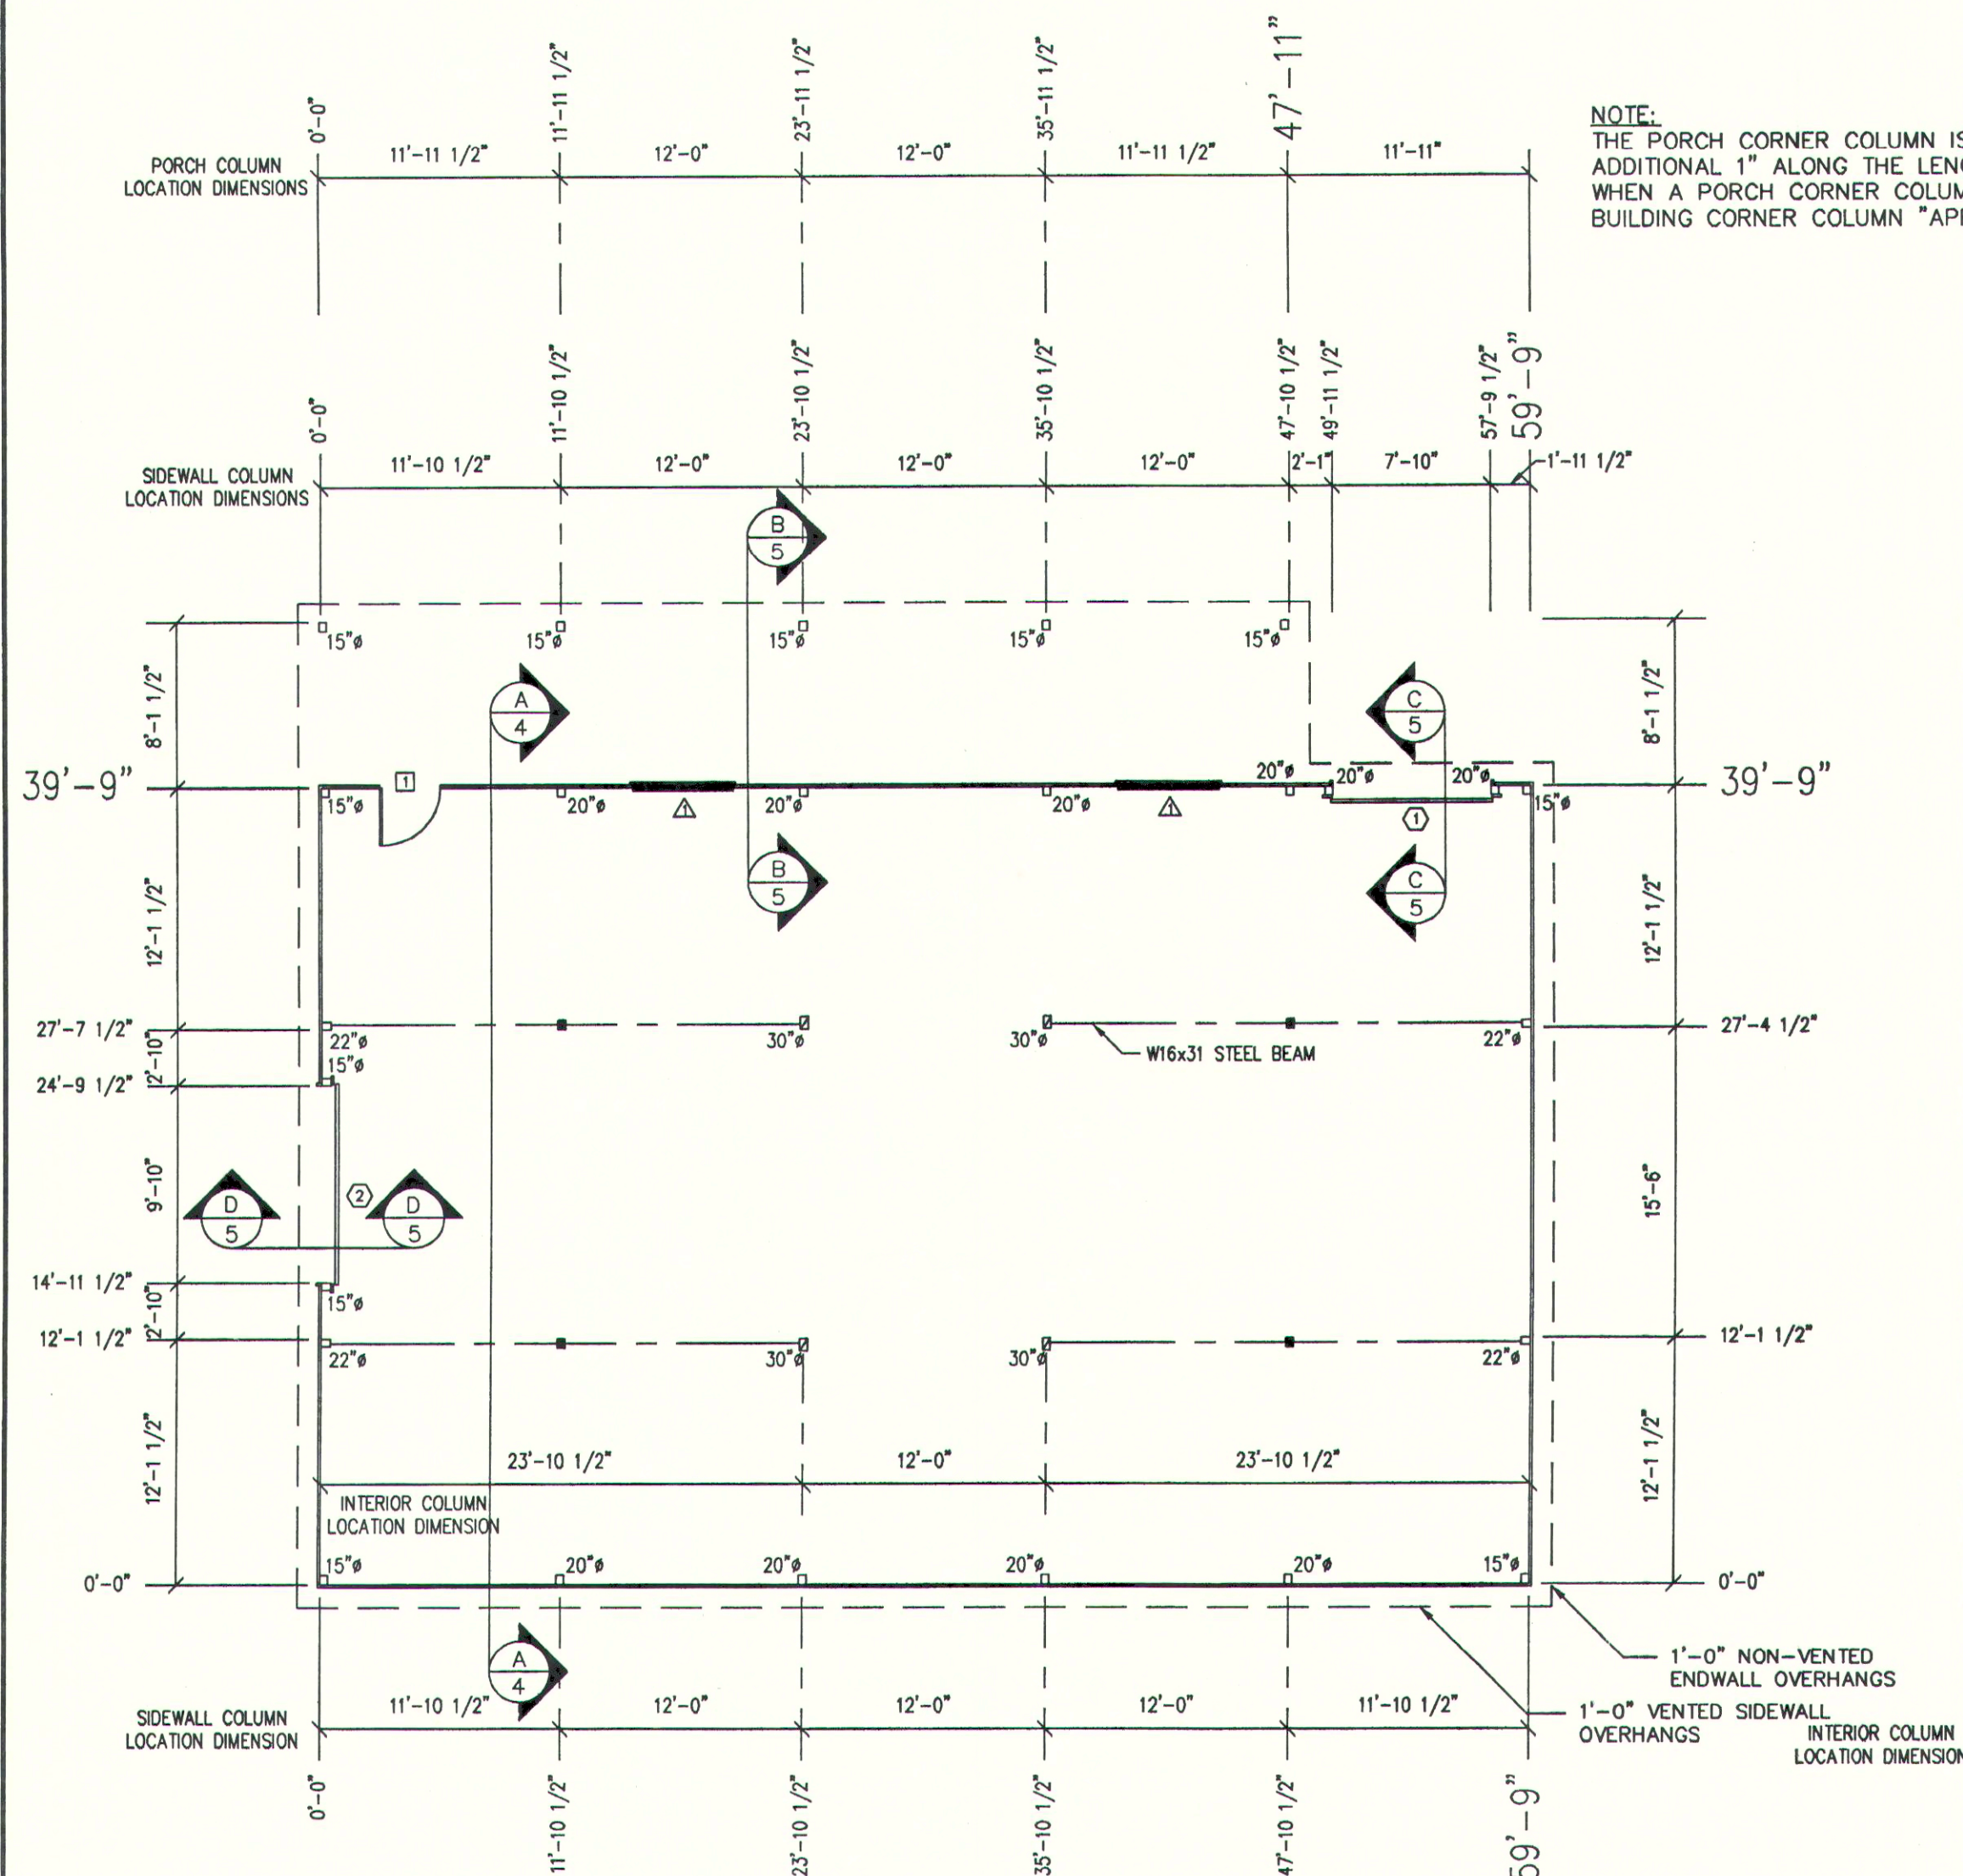 47'-11"
0'-0"
11'-11 1/2"
23'-11 1/2"
35'-11 1/2"
NOTE:
THE PORCH CORNER COLUMN IS
ADDITIONAL 1" ALONG THE
WHEN A PORCH CORNER
BUILDING CORNER COLUMN
PORCH COLUMN
LOCATION DIMENSIONS
11'-11 1/2"
12'-0"
12'-0"
11'-11 1/2"
11'-11"
0'-0"
11'-10 1/2"
23'-10 1/2"
35'-10 1/2"
47'-10 1/2"
49'-11 1/2"
57'-9 1/2"
59'-9"
SIDEWALL COLUMN
LOCATION DIMENSIONS
11'-10 1/2"
12'-0"
12'-0"
12'-0"
2'-1"
7'-10"
1'-11 1/2"
B
5
15"ø
15"ø
15"ø
15"ø
15"ø
8'-1 1/2"
A
4
C
5
8'-1 1/2"
39'-9"
1
20"ø
20"ø
20"ø
39'-9"
15"ø
20"ø
1
20"ø
20"ø
1
1
15"ø
12'-1 1/2"
B
5
C
5
12'-1 1/2"
27'-7 1/2"
22"ø
30"ø
30"ø
W16x31 STEEL BEAM
22"ø
27'-4 1/2"
2'-10"
15"ø
24'-9 1/2"
9'-10"
D
5
2
D
5
15'-6"
14'-11 1/2"
15"ø
2'-10"
12'-1 1/2"
22"ø
30"ø
30"ø
22"ø
12'-1 1/2"
12'-1 1/2"
23'-10 1/2"
12'-0"
23'-10 1/2"
12'-1 1/2"
INTERIOR COLUMN
LOCATION DIMENSION
15"ø
20"ø
20"ø
20"ø
20"ø
15"ø
0'-0"
0'-0"
A
4
1'-0" NON-VENTED
ENDWALL OVERHANGS
1'-0" VENTED SIDEWALL
OVERHANGS
INTERIOR COLUMN
LOCATION DIMENSION
SIDEWALL COLUMN
LOCATION DIMENSION
11'-10 1/2"
12'-0"
12'-0"
12'-0"
11'-10 1/2"
0'-0"
11'-10 1/2"
23'-10 1/2"
35'-10 1/2"
47'-10 1/2"
59'-9"